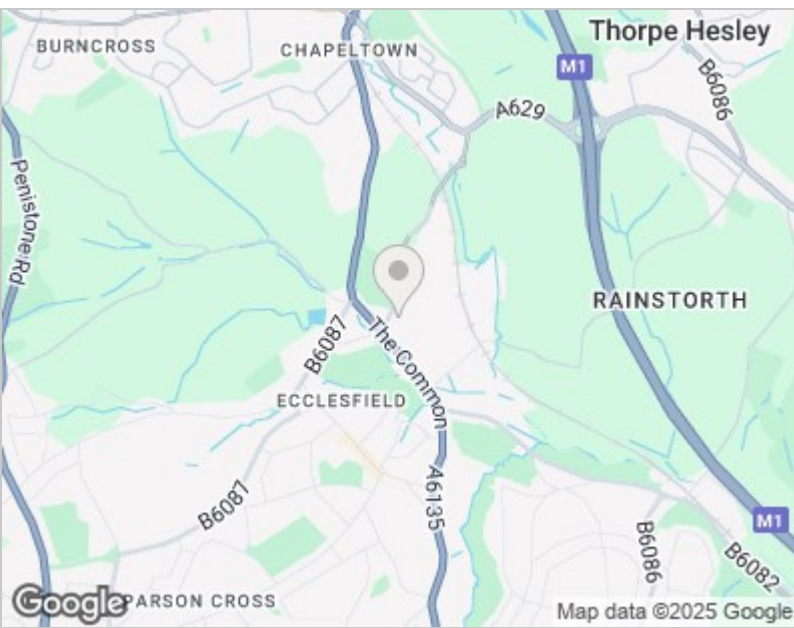 Thorpe Hesley
BURNCROSS
CHAPELTOWN
M1
B6086
A629
Penistone Rd
RAINSTORTH
B6087
The Common
ECCLESFIELD
A6135
B6087
M1
B6086
B6082
Google
PARSON CROSS
Map data ©2025 Google